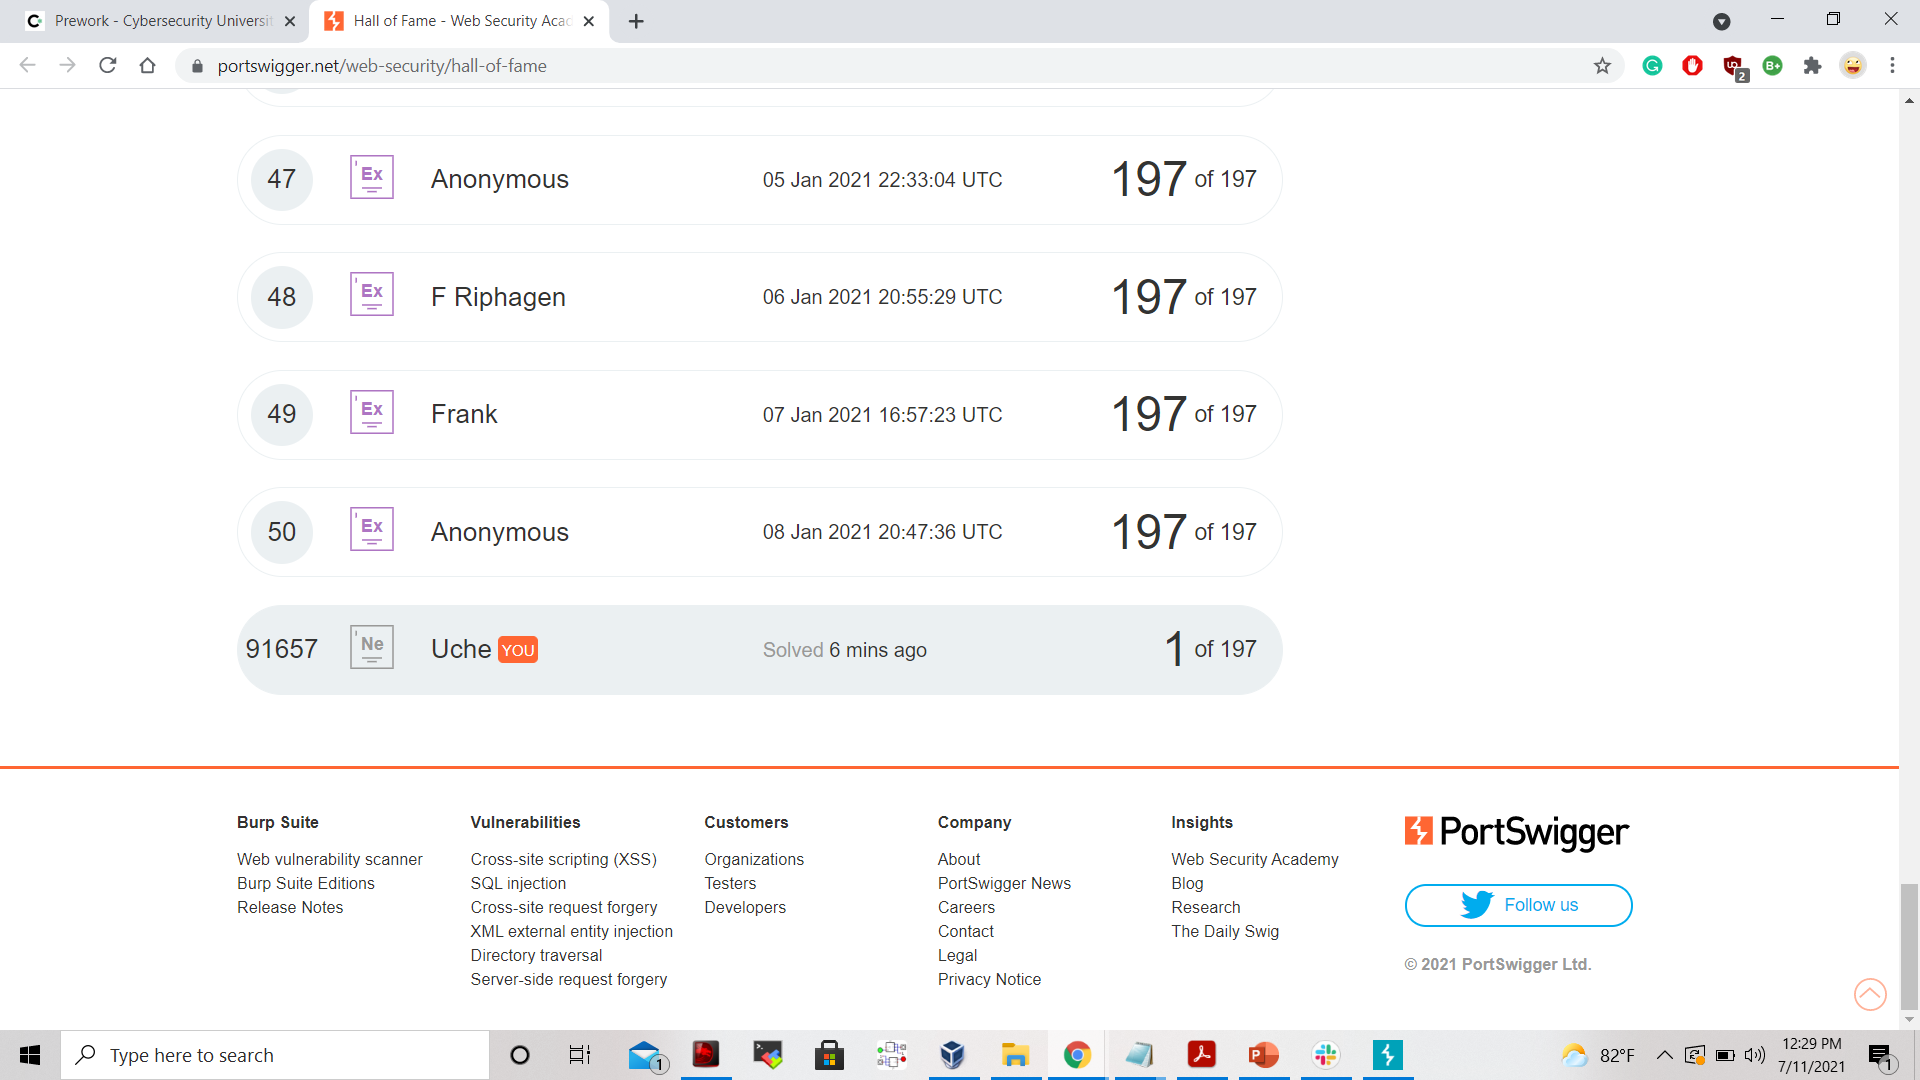 Prework - Cybersecurity Universit
Hall of Fame - Web Security Acad
portswigger.net/web-security/hall-of-fame
2
B+
47 Ex Anonymous 05 Jan 2021 22:33:04 UTC 197 of 197
48 Ex F Riphagen 06 Jan 2021 20:55:29 UTC 197 of 197
49 Ex Frank 07 Jan 2021 16:57:23 UTC 197 of 197
50 Ex Anonymous 08 Jan 2021 20:47:36 UTC 197 of 197
91657 Ne Uche YOU Solved 6 mins ago 1 of 197
Burp Suite
Web vulnerability scanner
Burp Suite Editions
Release Notes
Vulnerabilities
Cross-site scripting (XSS)
SQL injection
Cross-site request forgery
XML external entity injection
Directory traversal
Server-side request forgery
Customers
Organizations
Testers
Developers
Company
About
PortSwigger News
Careers
Contact
Legal
Privacy Notice
Insights
Web Security Academy
Blog
Research
The Daily Swig
PortSwigger
Follow us
© 2021 PortSwigger Ltd.
Type here to search
1
82°F
12:29 PM
7/11/2021
1